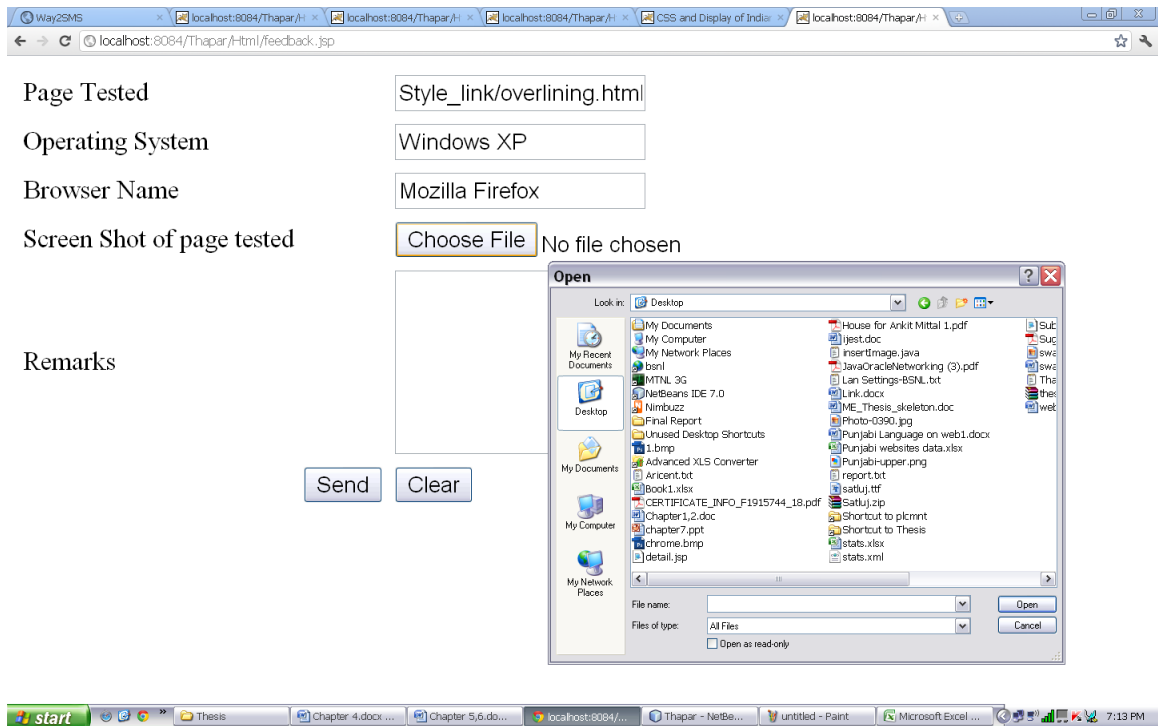 Way2SMS
localhost:8084/Thapar/H
localhost:8084/Thapar/H
localhost:8084/Thapar/H
CSS and Display of Indian
localhost:8084/Thapar/H
localhost:8084/Thapar/Html/feedback.jsp
Page Tested
Style_link/overlining.html
Operating System
Windows XP
Browser Name
Mozilla Firefox
Screen Shot of page tested
Choose File No file chosen
Remarks
Send
Clear
Open
Look in:
Desktop
My Recent
Documents
Desktop
My Documents
My Computer
My Network
Places
My Documents
My Computer
My Network Places
bsnl
MTNL 3G
NetBeans IDE 7.0
Nimbuzz
Final Report
Unused Desktop Shortcuts
1.bmp
Advanced XLS Converter
Aricent.txt
Book1.xlsx
CERTIFICATE_INFO_F1915744_18.pdf
Chapter1,2.doc
chapter7.ppt
chrome.bmp
detail.jsp
House for Ankit Mittal 1.pdf
ijest.doc
insertImage.java
JavaOracleNetworking (3).pdf
Lan Settings-BSNL.txt
Link.docx
ME_Thesis_skeleton.doc
Photo-0390.jpg
Punjabi Language on web1.docx
Punjabi websites data.xlsx
Punjabi-upper.png
report.txt
satluj.ttf
Satluj.zip
Shortcut to plcmnt
Shortcut to Thesis
stats.xlsx
stats.xml
Sub
Sug
swa
swa
Tha
thes
web
File name:
Open
Files of type:
All Files
Cancel
Open as read-only
start
Thesis
Chapter 4.docx ...
Chapter 5,6.do...
localhost:8084/...
Thapar - NetBe...
untitled - Paint
Microsoft Excel ...
7:13 PM